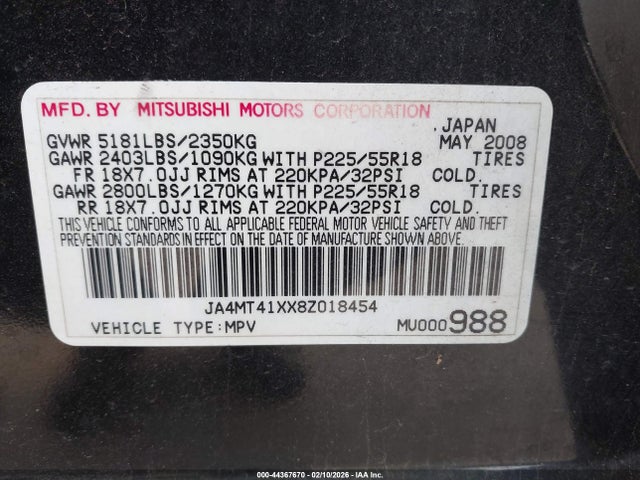 MFD. BY MITSUBISHI MOTORS CORPORATION
JAPAN
GVWR 5181LBS/2350KG MAY 2008
GAWR 2403LBS/1090KG WITH P225/55R18 TIRES
FR 18X7.0JJ RIMS AT 220KPA/32PSI COLD.
GAWR 2800LBS/1270KG WITH P225/55R18 TIRES
RR 18X7.0JJ RIMS AT 220KPA/32PSI COLD.
THIS VEHICLE CONFORMS TO ALL APPLICABLE FEDERAL MOTOR VEHICLE SAFETY AND THEFT
PREVENTION STANDARDS IN EFFECT ON THE DATE OF MANUFACTURE SHOWN ABOVE.
JA4MT41XX8Z018454
VEHICLE TYPE:MPV MU000988
000-44367670 - 02/10/2026 - IAA Inc.